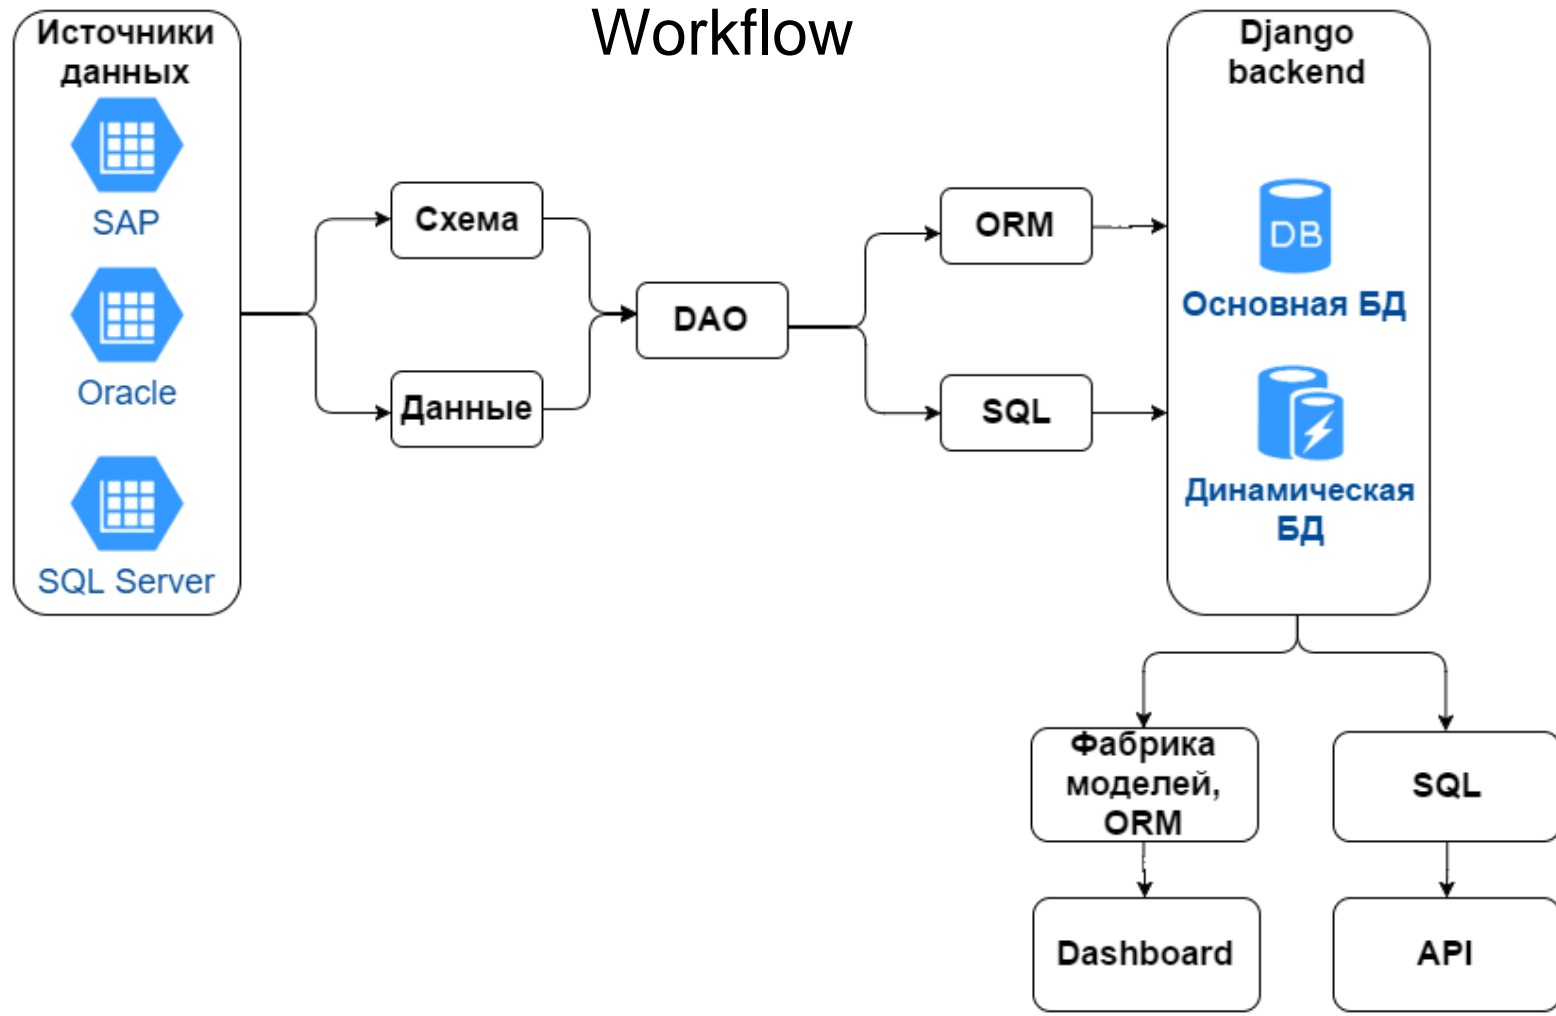 Workflow
Источники
данных
SAP
Oracle
SQL Server
Схема
Данные
DAO
ORM
SQL
Django
backend
DB
Основная БД
Динамическая
БД
Фабрика
моделей,
ORM
SQL
Dashboard
API